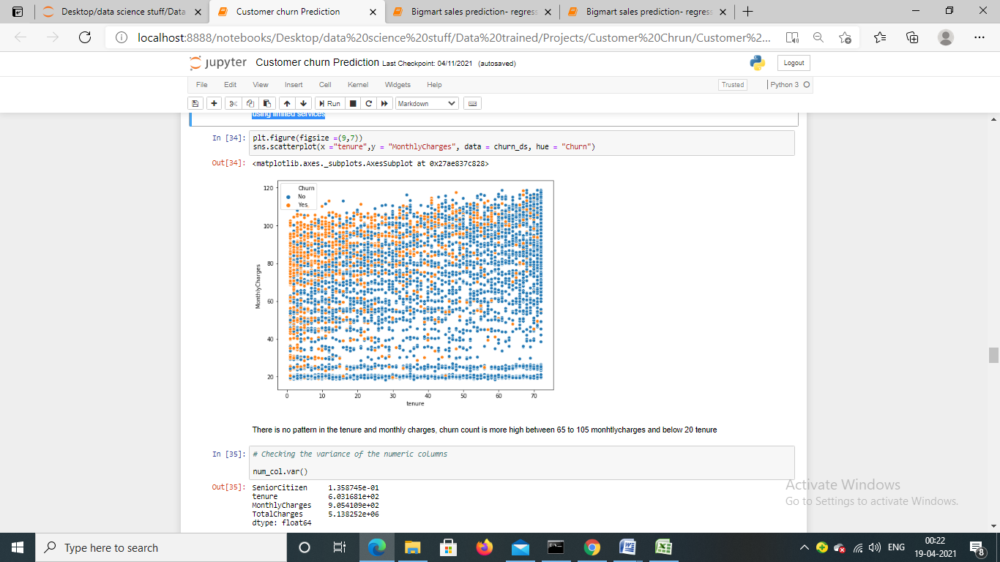 Desktop/data science stuff/Data
Customer churn Prediction
Bigmart sales prediction- regress
Bigmart sales prediction- regress
localhost:8888/notebooks/Desktop/data%20science%20stuff/Data%20trained/Projects/Customer%20Chrun/Customer%2...
jupyter Customer churn Prediction Last Checkpoint: 04/11/2021 (autosaved)
Logout
File Edit View Insert Cell Kernel Widgets Help
Trusted Python 3
Run Markdown
using limited services
In [34]: plt.figure(figsize =(9,7))
sns.scatterplot(x ="tenure",y = "MonthlyCharges", data = churn_ds, hue = "Churn")
Out[34]: <matplotlib.axes._subplots.AxesSubplot at 0x27ae837c828>
Churn
No
Yes
120
100
80
60
40
20
MonthlyCharges
0 10 20 30 40 50 60 70
tenure
There is no pattern in the tenure and monthly charges, churn count is more high between 65 to 105 monhtlycharges and below 20 tenure
In [35]: # Checking the variance of the numeric columns
num_col.var()
Out[35]: SeniorCitizen 1.358745e-01
tenure 6.031681e+02
MonthlyCharges 9.054109e+02
TotalCharges 5.138252e+06
dtype: float64
Activate Windows
Go to Settings to activate Windows.
Type here to search
ENG
00:22
19-04-2021
8